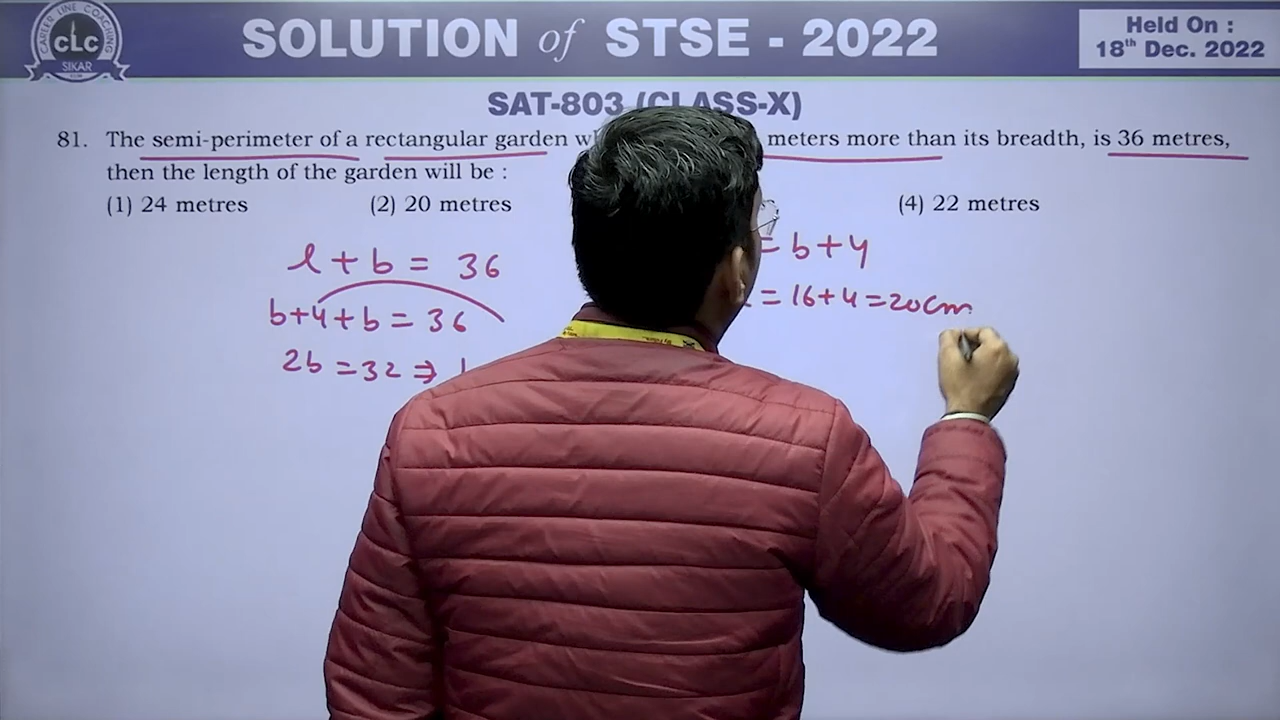 CAREER LINE COACHING
CLC
SIKAR
SOLUTION of STSE - 2022
Held On :
18th Dec. 2022
SAT-803 (CLASS-X)
81. The semi-perimeter of a rectangular garden meters more than its breadth, is 36 metres,
then the length of the garden will be :
(1) 24 metres (2) 20 metres (4) 22 metres
l + b = 36
= b + 4
b+4+b = 36
= 16+4 = 20cm
2b = 32 ⇒